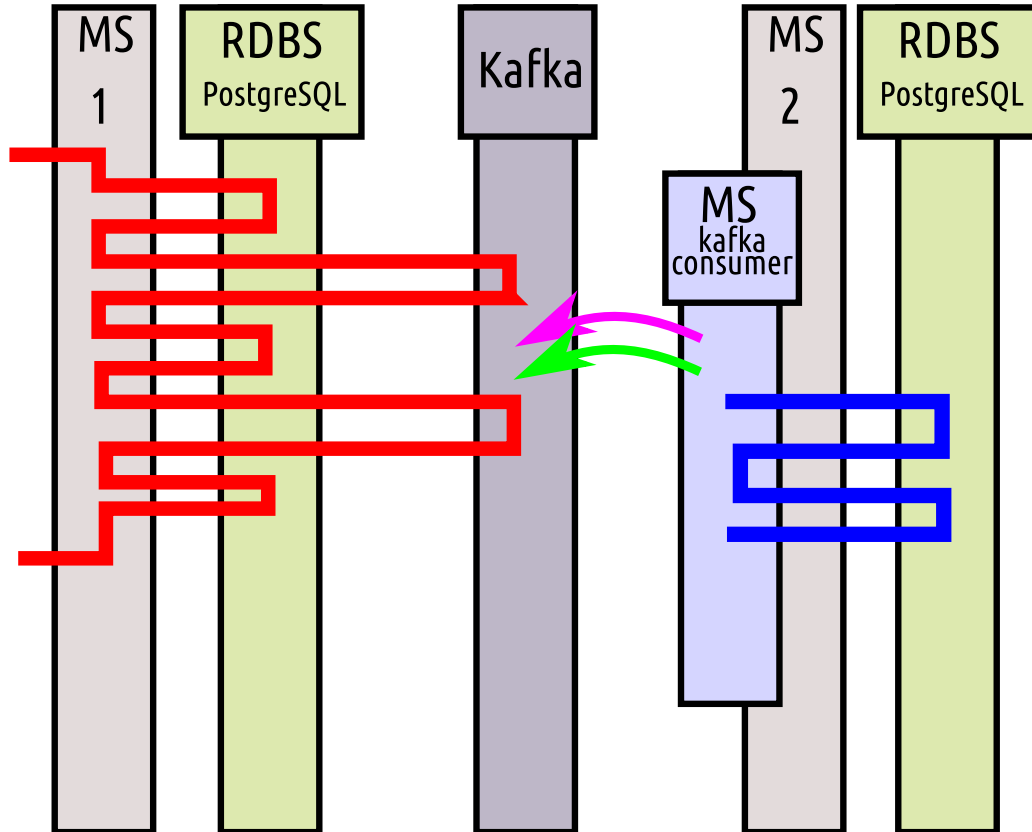 MS
1
RDBS
PostgreSQL
Kafka
MS
2
RDBS
PostgreSQL
MS
kafka
consumer